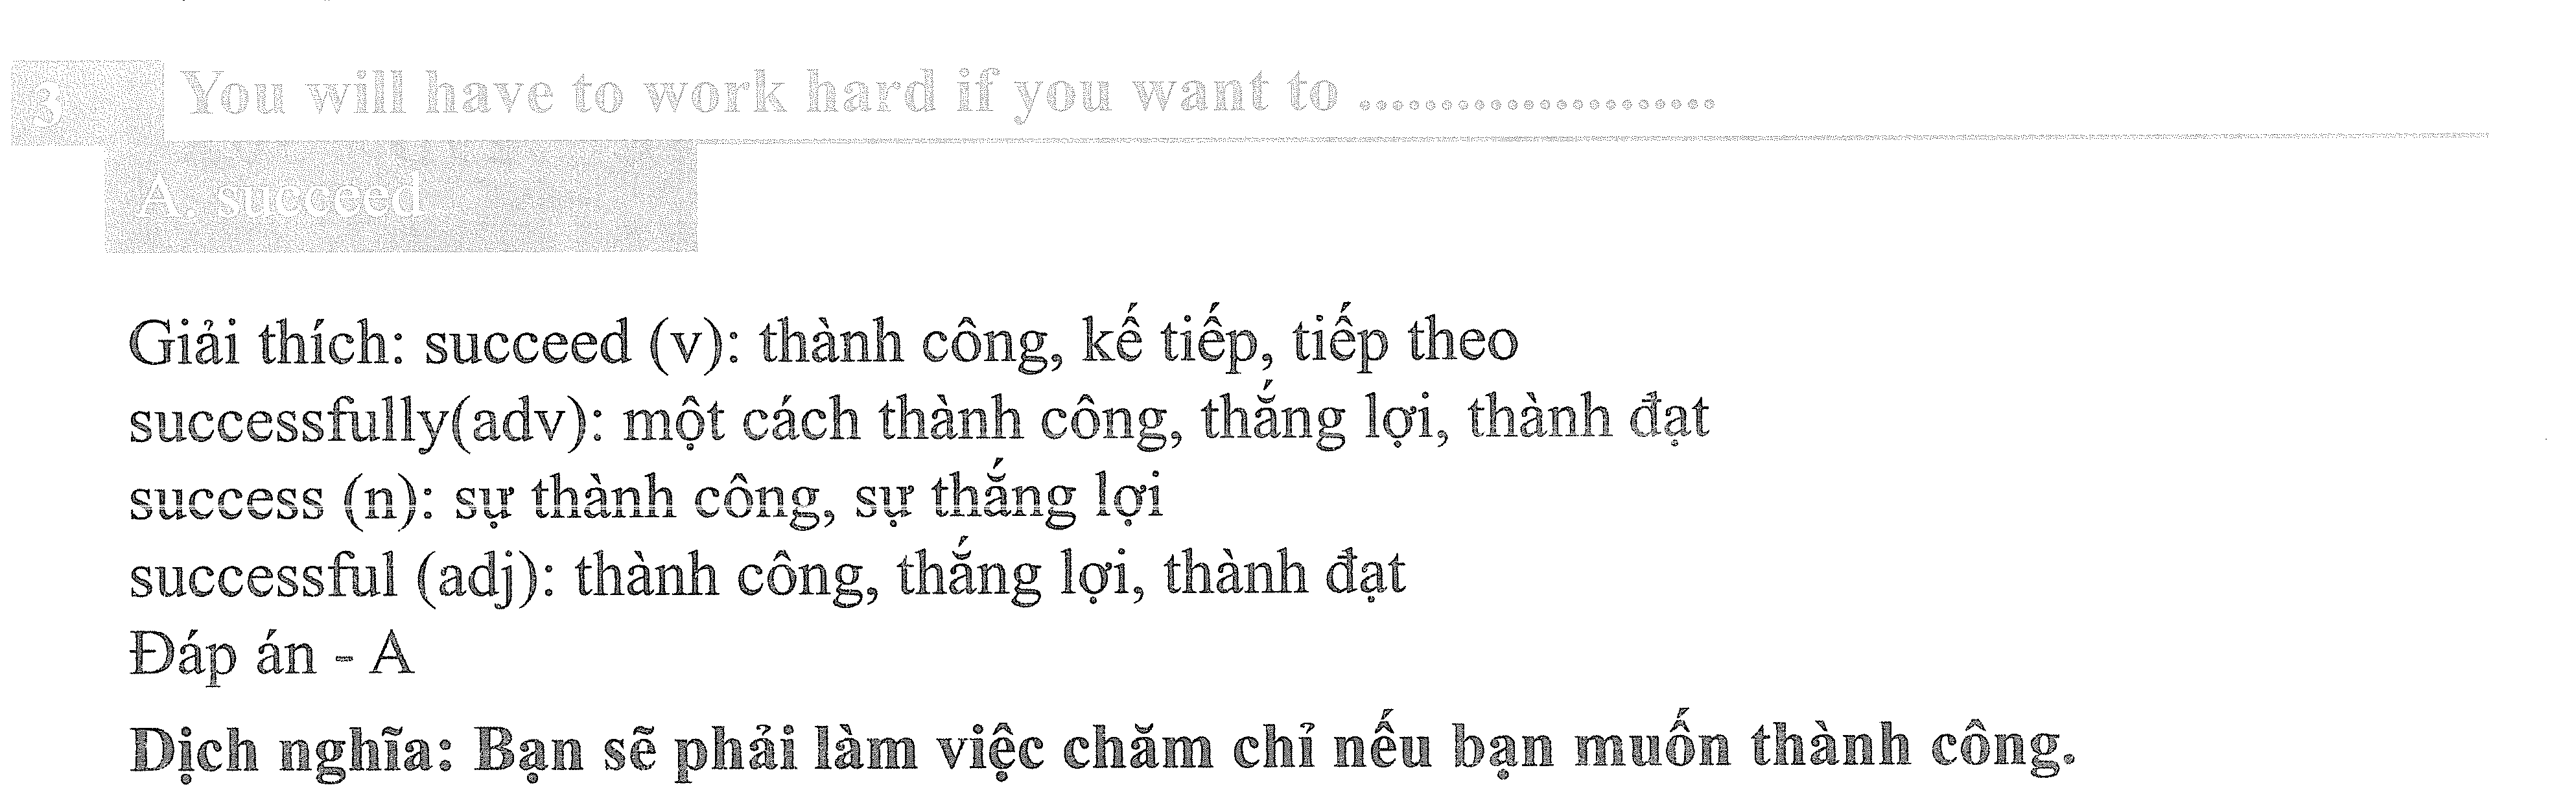 3 You will have to work hard if you want to ......................
A. succeed
Giải thích: succeed (v): thành công, kế tiếp, tiếp theo
successfully(adv): một cách thành công, thắng lợi, thành đạt
success (n): sự thành công, sự thắng lợi
successful (adj): thành công, thắng lợi, thành đạt
Đáp án - A
Dịch nghĩa: Bạn sẽ phải làm việc chăm chỉ nếu bạn muốn thành công.